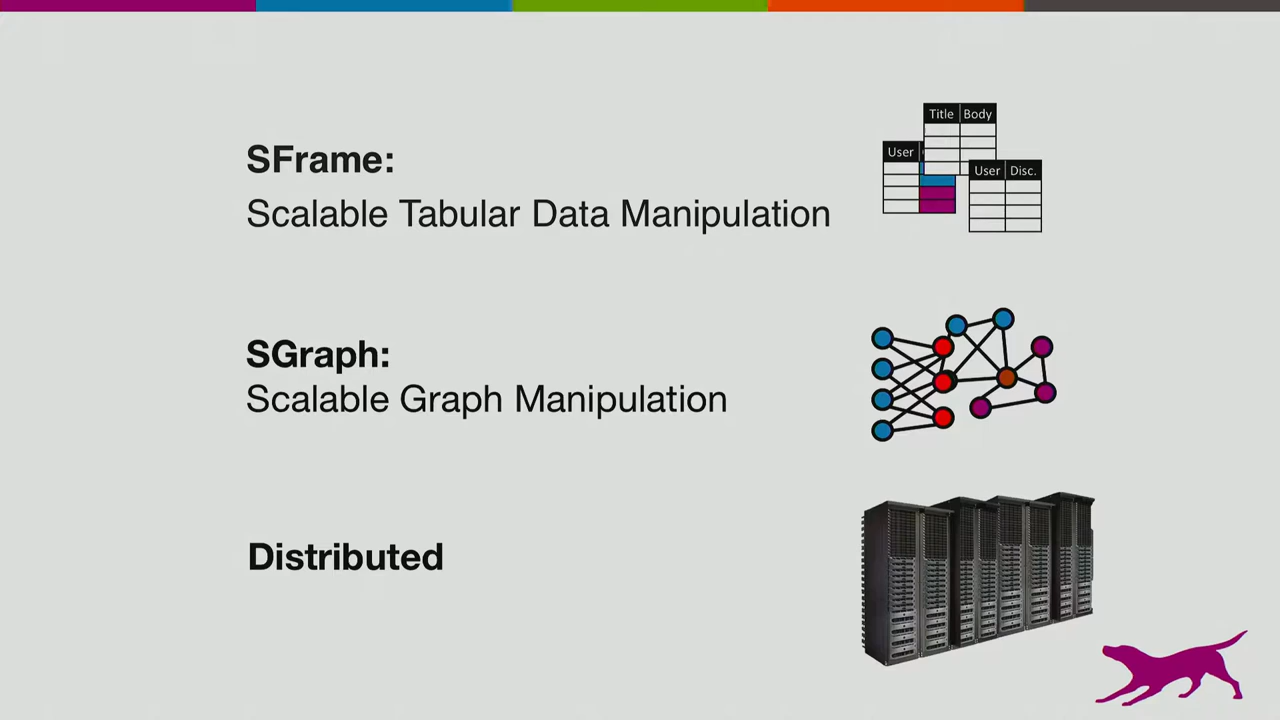 SFrame:
Scalable Tabular Data Manipulation
Title Body
User
User Disc.
SGraph:
Scalable Graph Manipulation
Distributed